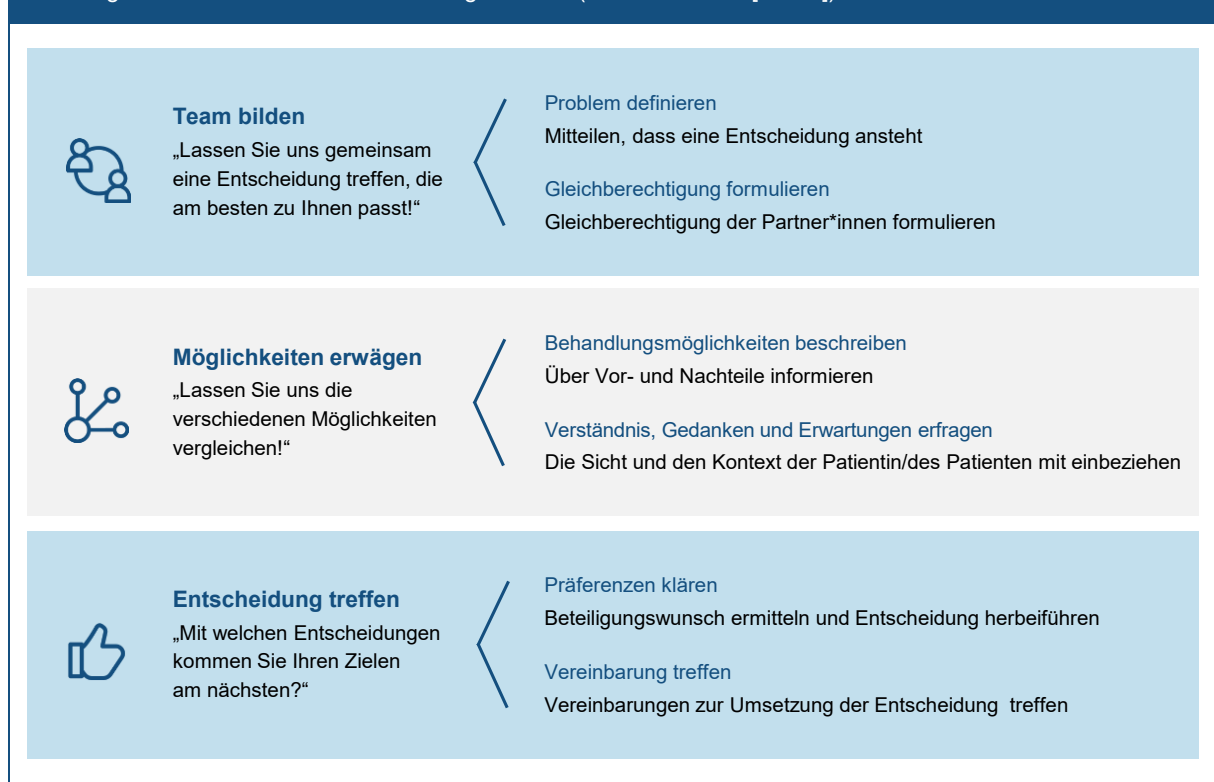 Team bilden
„Lassen Sie uns gemeinsam
eine Entscheidung treffen, die
am besten zu Ihnen passt!“
Problem definieren
Mitteilen, dass eine Entscheidung ansteht
Gleichberechtigung formulieren
Gleichberechtigung der Partner*innen formulieren
Möglichkeiten erwägen
„Lassen Sie uns die
verschiedenen Möglichkeiten
vergleichen!“
Behandlungsmöglichkeiten beschreiben
Über Vor- und Nachteile informieren
Verständnis, Gedanken und Erwartungen erfragen
Die Sicht und den Kontext der Patientin/des Patienten mit einbeziehen
Entscheidung treffen
„Mit welchen Entscheidungen
kommen Sie Ihren Zielen
am nächsten?“
Präferenzen klären
Beteiligungswunsch ermitteln und Entscheidung herbeiführen
Vereinbarung treffen
Vereinbarungen zur Umsetzung der Entscheidung  treffen